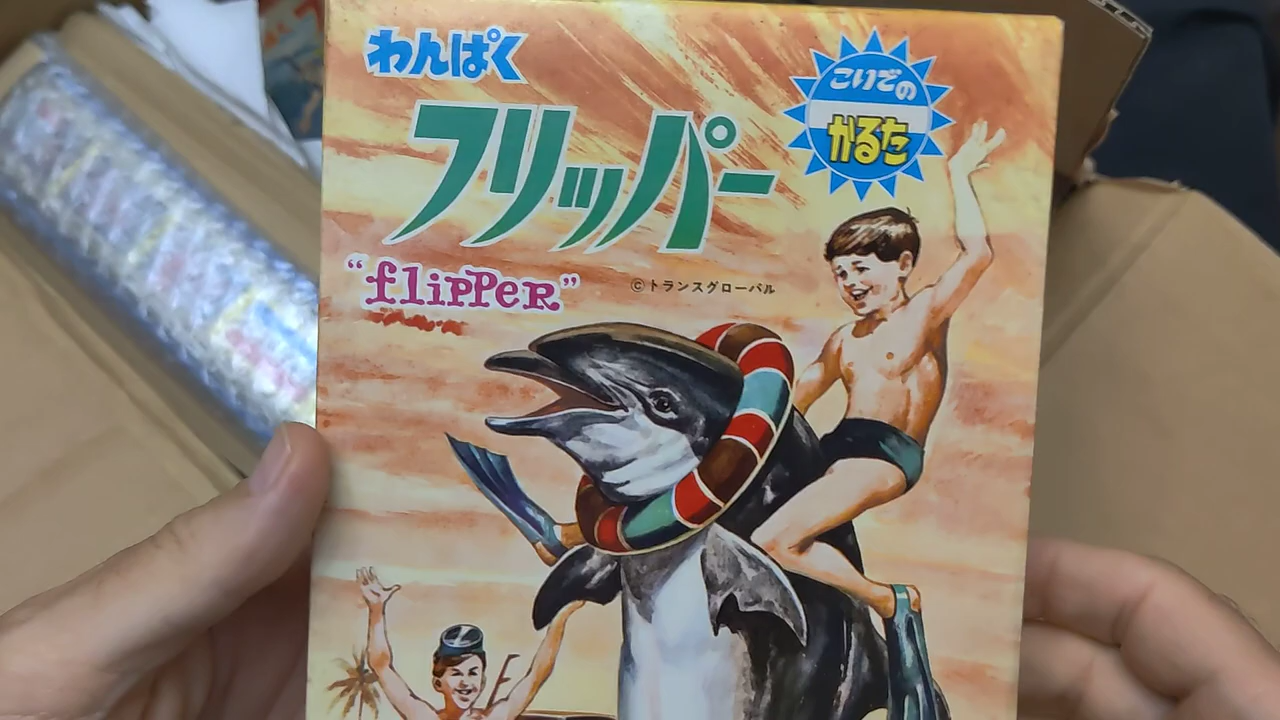 わんぱく
フリッパー
“flipper”
©トランスグローバル
こいでの
かるた